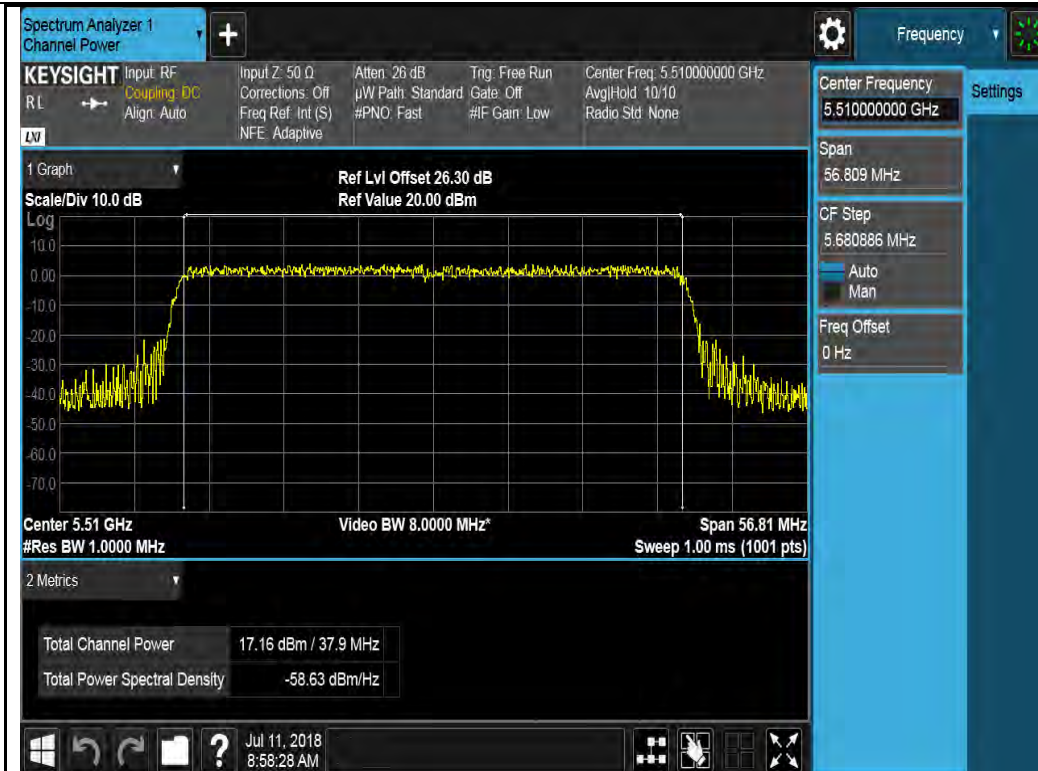 Spectrum Analyzer 1
Channel Power
+
Frequency
KEYSIGHT
R L
LXI
Input: RF
Coupling: DC
Align: Auto
Input Z: 50 Ω
Corrections: Off
Freq Ref: Int (S)
NFE: Adaptive
Atten: 26 dB
µW Path: Standard
#PNO: Fast
Trig: Free Run
Gate: Off
#IF Gain: Low
Center Freq: 5.510000000 GHz
Avg|Hold: 10/10
Radio Std: None
Center Frequency
5.510000000 GHz
Settings
Span
56.809 MHz
CF Step
5.680886 MHz
Auto
Man
Freq Offset
0 Hz
1 Graph
Scale/Div 10.0 dB
Ref Lvl Offset 26.30 dB
Ref Value 20.00 dBm
Log
10.0
0.00
-10.0
-20.0
-30.0
-40.0
-50.0
-60.0
-70.0
Center 5.51 GHz
#Res BW 1.0000 MHz
Video BW 8.0000 MHz*
Span 56.81 MHz
Sweep 1.00 ms (1001 pts)
2 Metrics
Total Channel Power 17.16 dBm / 37.9 MHz
Total Power Spectral Density -58.63 dBm/Hz
?
Jul 11, 2018
8:58:28 AM